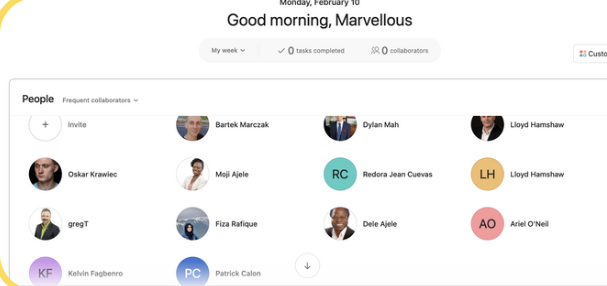 Monday, February 10
Good morning, Marvellous
My week 0 tasks completed 0 collaborators
Custo
People Frequent collaborators
Invite Bartek Marczak Dylan Mah Lloyd Hamshaw
Oskar Krawiec Moji Ajele RC Redora Jean Cuevas LH Lloyd Hamshaw
gregT Fiza Rafique Dele Ajele AO Ariel O'Neil
KF Kelvin Fagbenro PC Patrick Calon